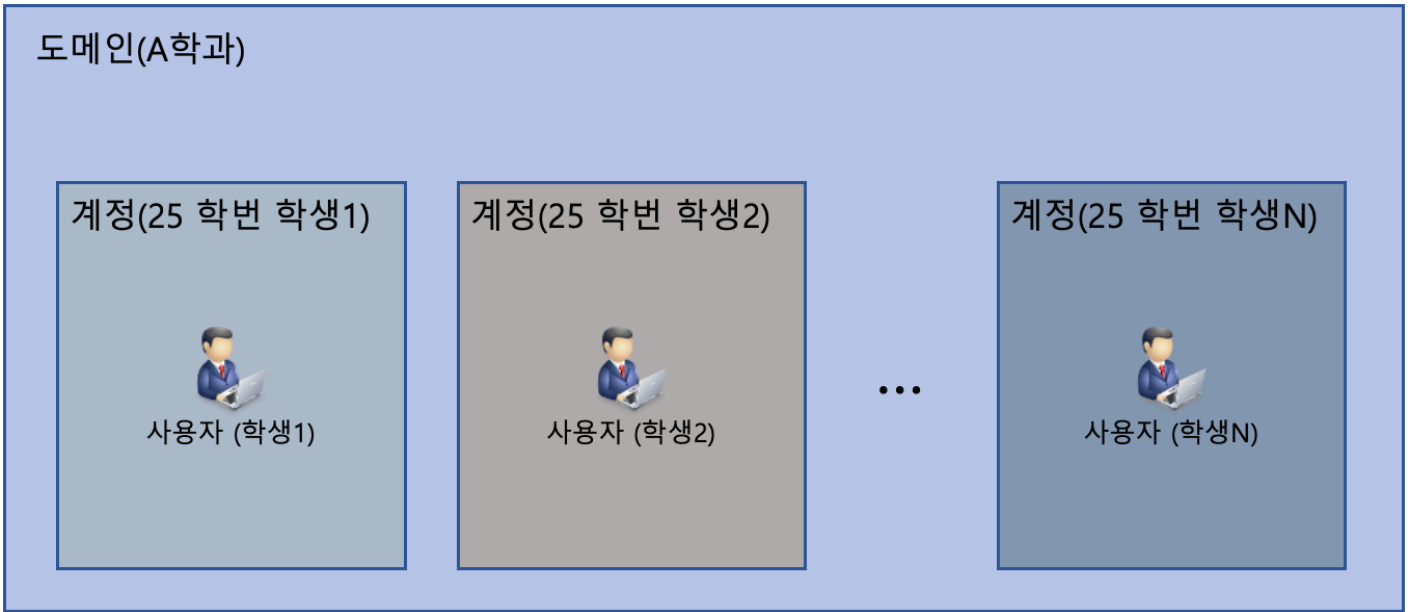 도메인(A학과)
계정(25 학번 학생1)
계정(25 학번 학생2)
계정(25 학번 학생N)
사용자 (학생1)
사용자 (학생2)
...
사용자 (학생N)